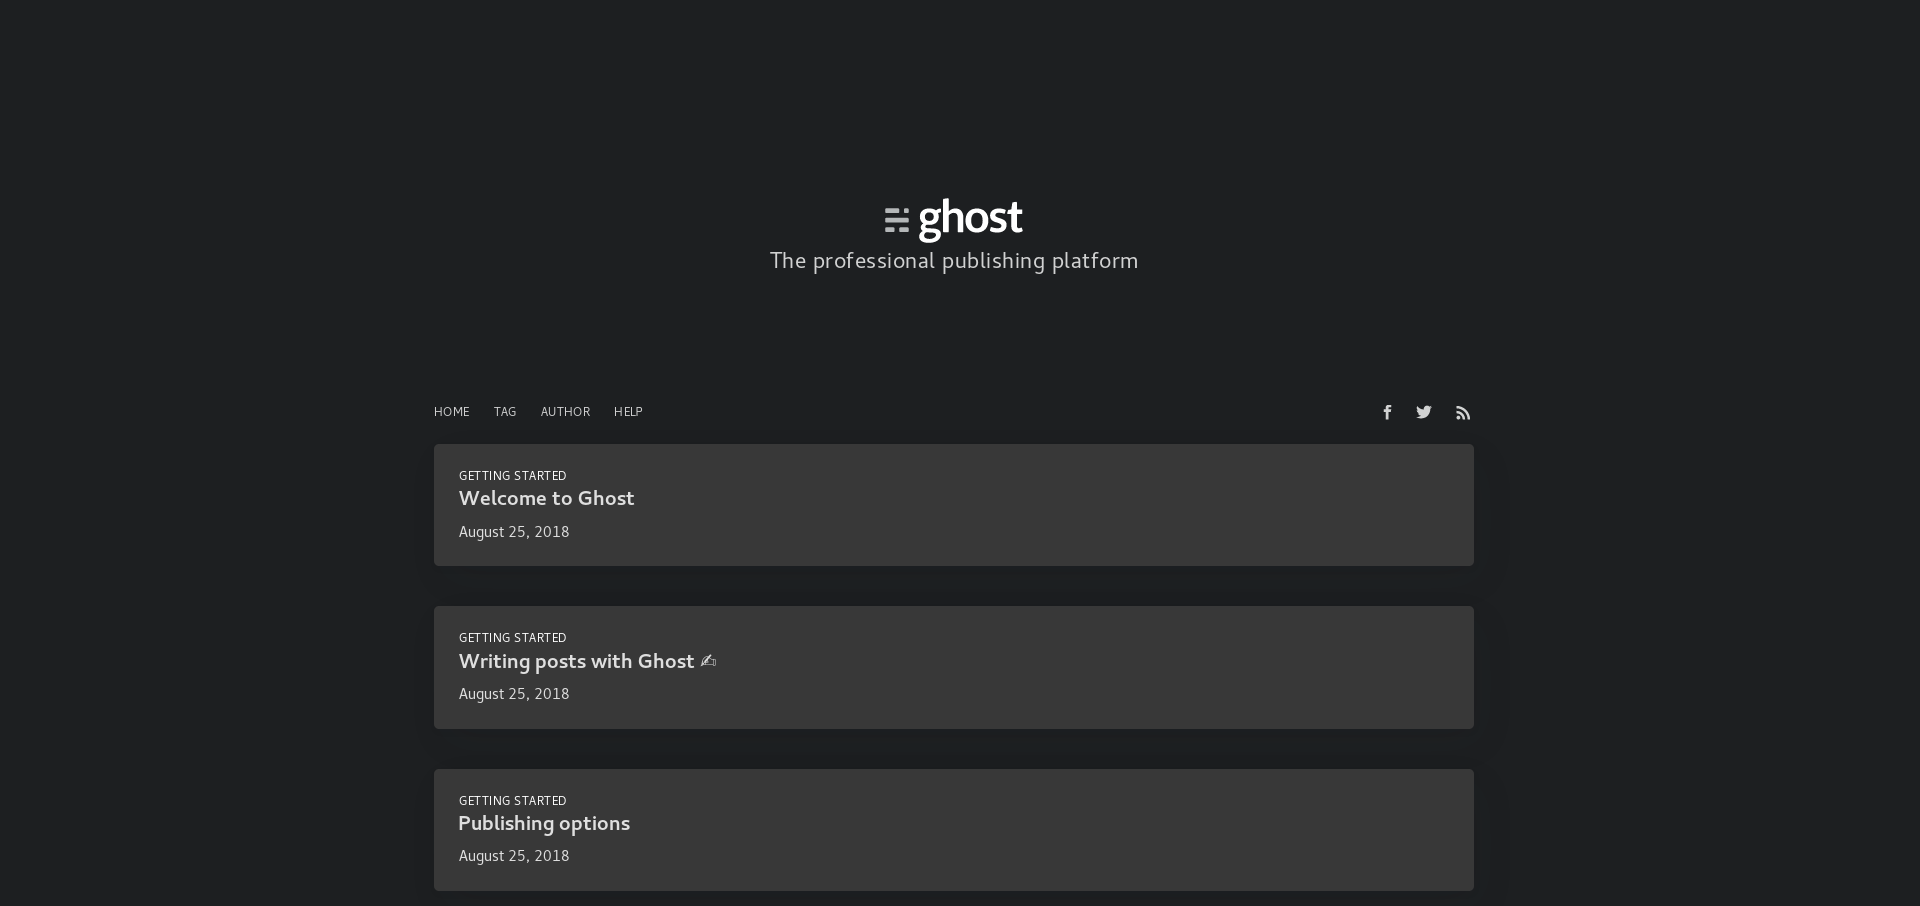 ghost
The professional publishing platform
HOME TAG AUTHOR HELP
GETTING STARTED
Welcome to Ghost
August 25, 2018
GETTING STARTED
Writing posts with Ghost ✍
August 25, 2018
GETTING STARTED
Publishing options
August 25, 2018